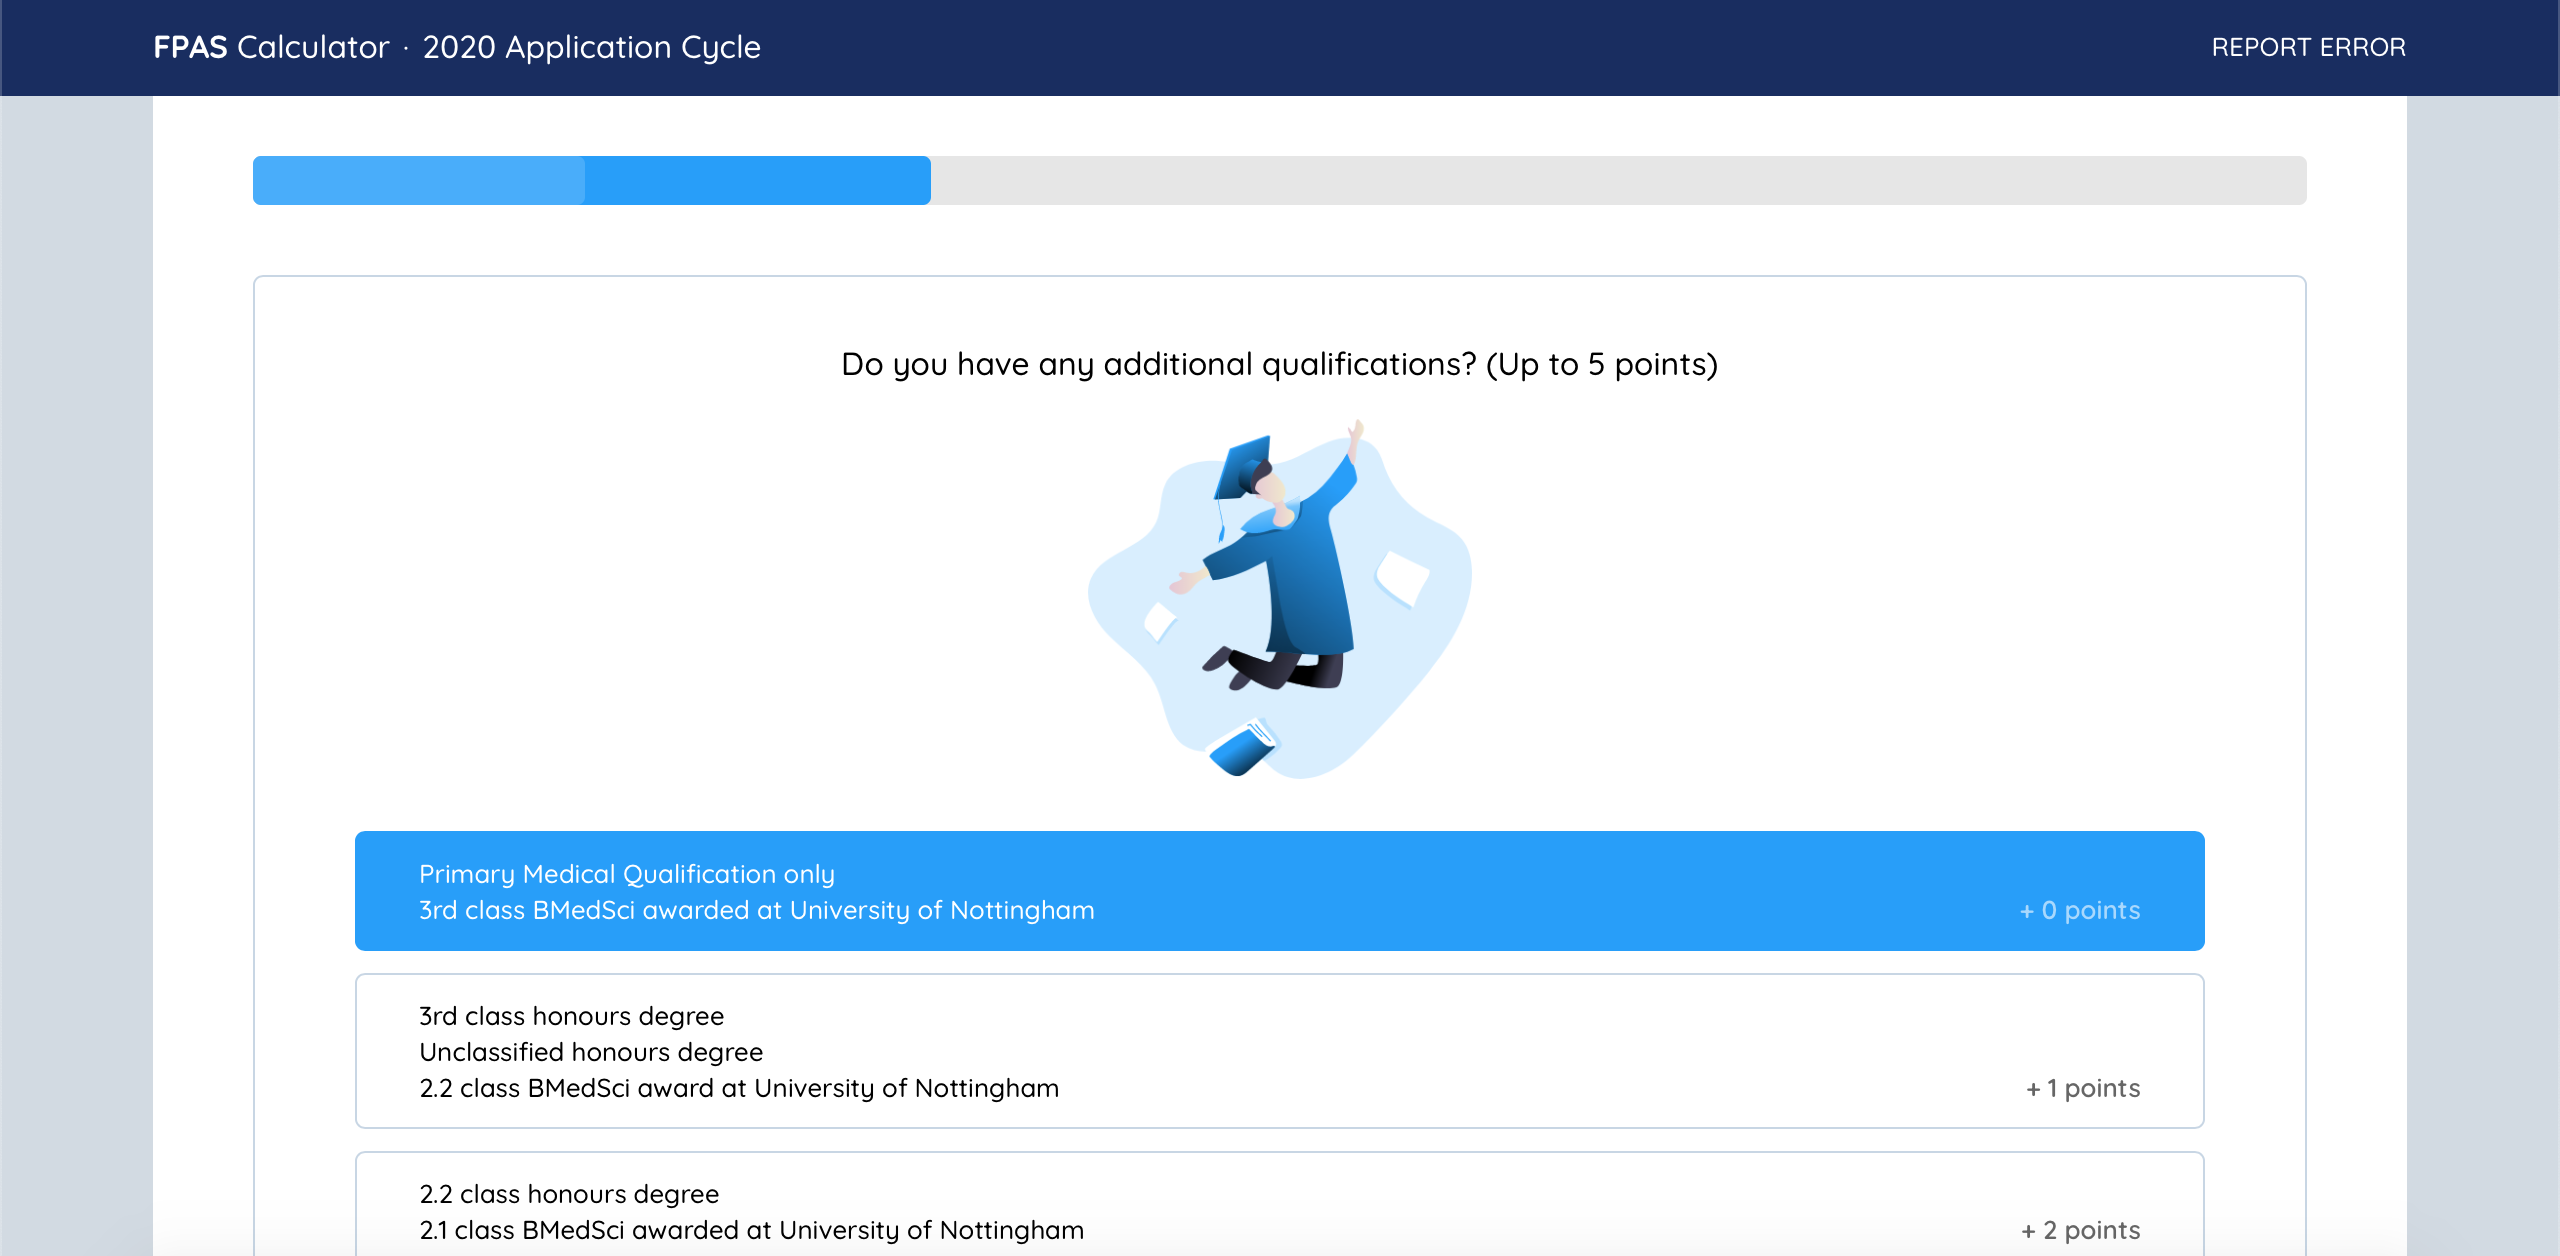 FPAS Calculator · 2020 Application Cycle
REPORT ERROR
Do you have any additional qualifications? (Up to 5 points)
Primary Medical Qualification only
3rd class BMedSci awarded at University of Nottingham
+ 0 points
3rd class honours degree
Unclassified honours degree
2.2 class BMedSci award at University of Nottingham
+ 1 points
2.2 class honours degree
2.1 class BMedSci awarded at University of Nottingham
+ 2 points